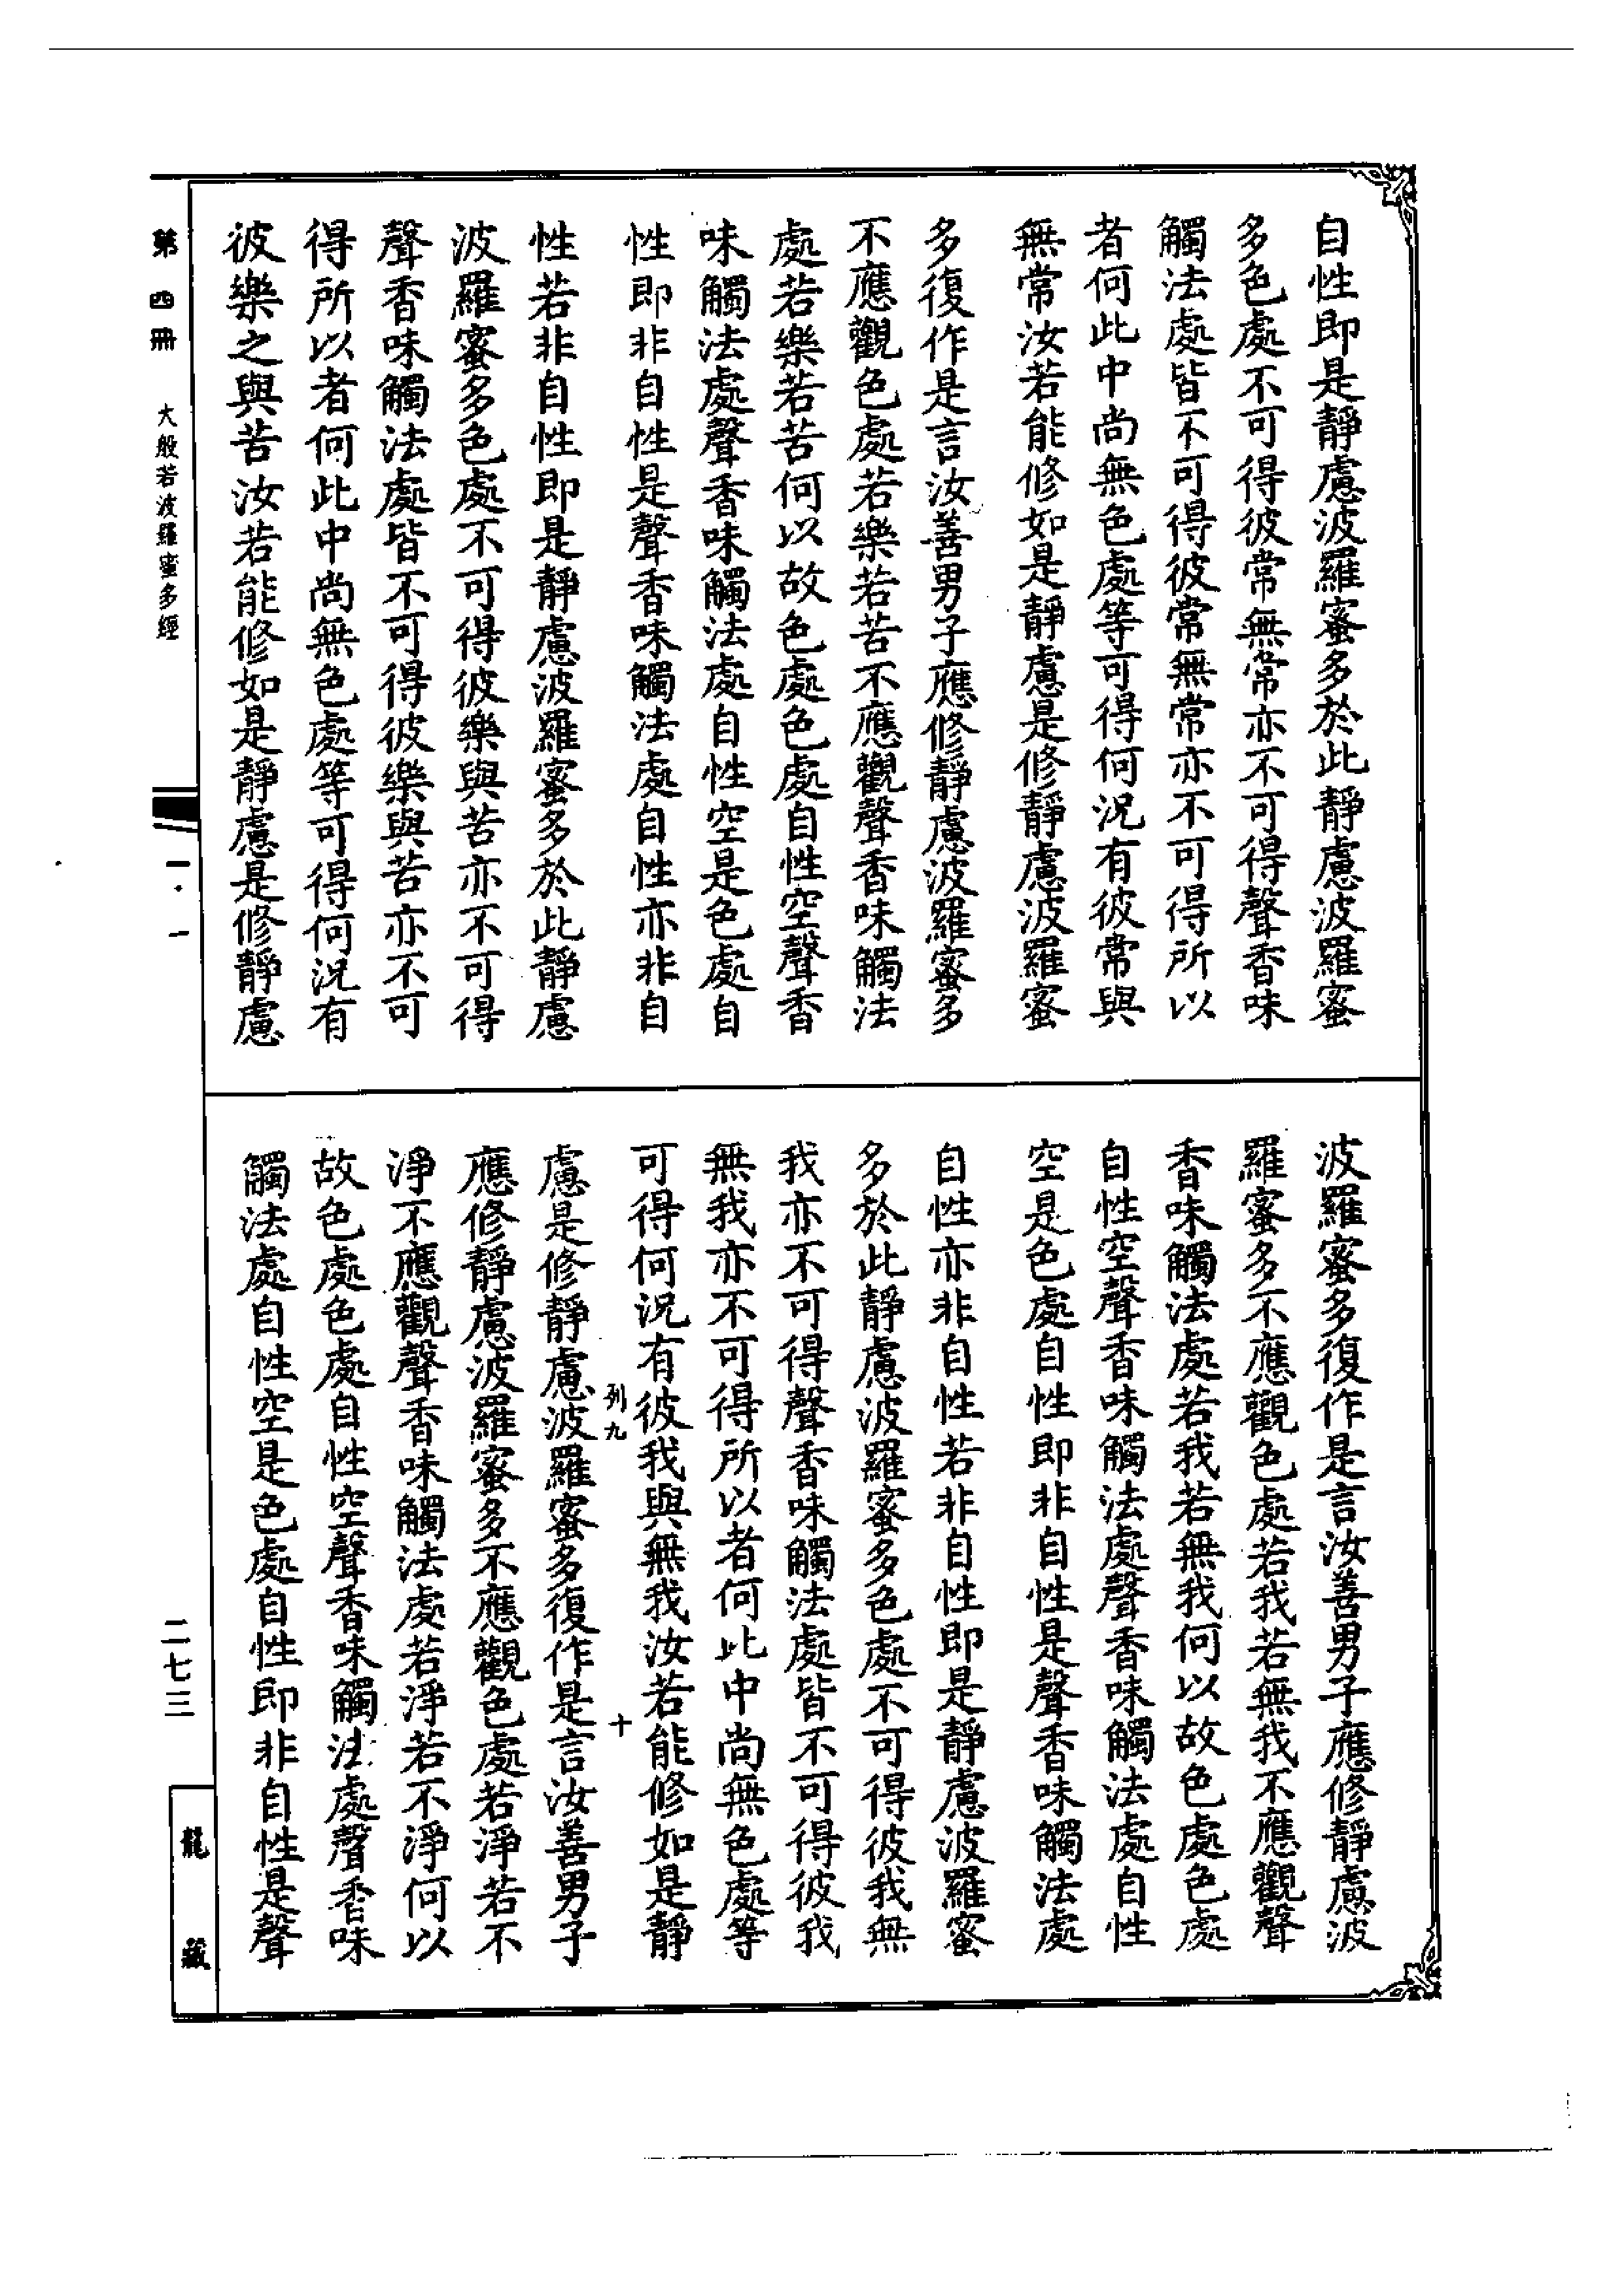 自性即是靜慮波羅蜜多於此靜慮波羅蜜
多色處不可得彼常無常亦不可得聲香味
觸法處皆不可得彼常無常亦不可得所以
者何此中尚無色處等可得何況有彼常與
無常汝若能修如是靜慮是修靜慮波羅蜜
多復作是言汝善男子應修靜慮波羅蜜多
不應觀色處若樂若苦不應觀聲香味觸法
處若樂若苦何以故色處色處自性空聲香
味觸法處聲香味觸法處自性空是色處自
性即非自性是聲香味觸法處自性亦非自
性若非自性即是靜慮波羅蜜多於此靜慮
波羅蜜多色處不可得彼樂與苦亦不可得
聲香味觸法處皆不可得彼樂與苦亦不可
得所以者何此中尚無色處等可得何況有
彼樂之與苦汝若能修如是靜慮是修靜慮
波羅蜜多復作是言汝善男子應修靜慮波
羅蜜多不應觀色處若我若無我不應觀聲
香味觸法處若我若無我何以故色處色處
自性空聲香味觸法處聲香味觸法處自性
空是色處自性即非自性是聲香味觸法處
自性亦非自性若非自性即是靜慮波羅蜜
多於此靜慮波羅蜜多色處不可得彼我無
我亦不可得聲香味觸法處皆不可得彼我
無我亦不可得所以者何此中尚無色處等
可得何況有彼我與無我汝若能修如是靜
列九 十
慮是修靜慮波羅蜜多復作是言汝善男子
應修靜慮波羅蜜多不應觀色處若淨若不
淨不應觀聲香味觸法處若淨若不淨何以
故色處色處自性空聲香味觸法處聲香味
觸法處自性空是色處自性即非自性是聲
第四冊 大般若波羅蜜多經 一·一 二七三 龍藏